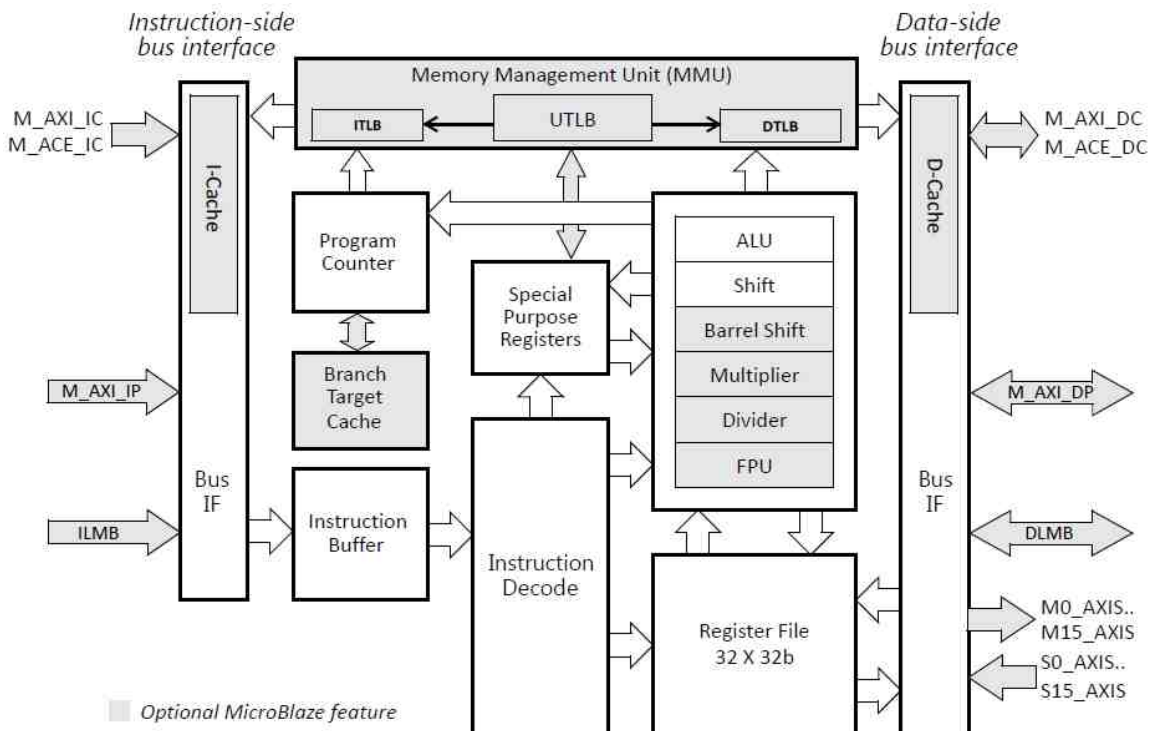 Instruction-side
bus interface
Data-side
bus interface
Memory Management Unit (MMU)
ITLB
UTLB
DTLB
M_AXI_IC
M_ACE_IC
I-Cache
M_AXI_DC
M_ACE_DC
D-Cache
Program
Counter
ALU
Shift
Barrel Shift
Multiplier
Divider
FPU
Special
Purpose
Registers
Branch
Target
Cache
M_AXI_IP
M_AXI_DP
Bus
IF
Bus
IF
ILMB
Instruction
Buffer
Instruction
Decode
DLMB
Register File
32 X 32b
M0_AXIS..
M15_AXIS
S0_AXIS..
S15_AXIS
Optional MicroBlaze feature